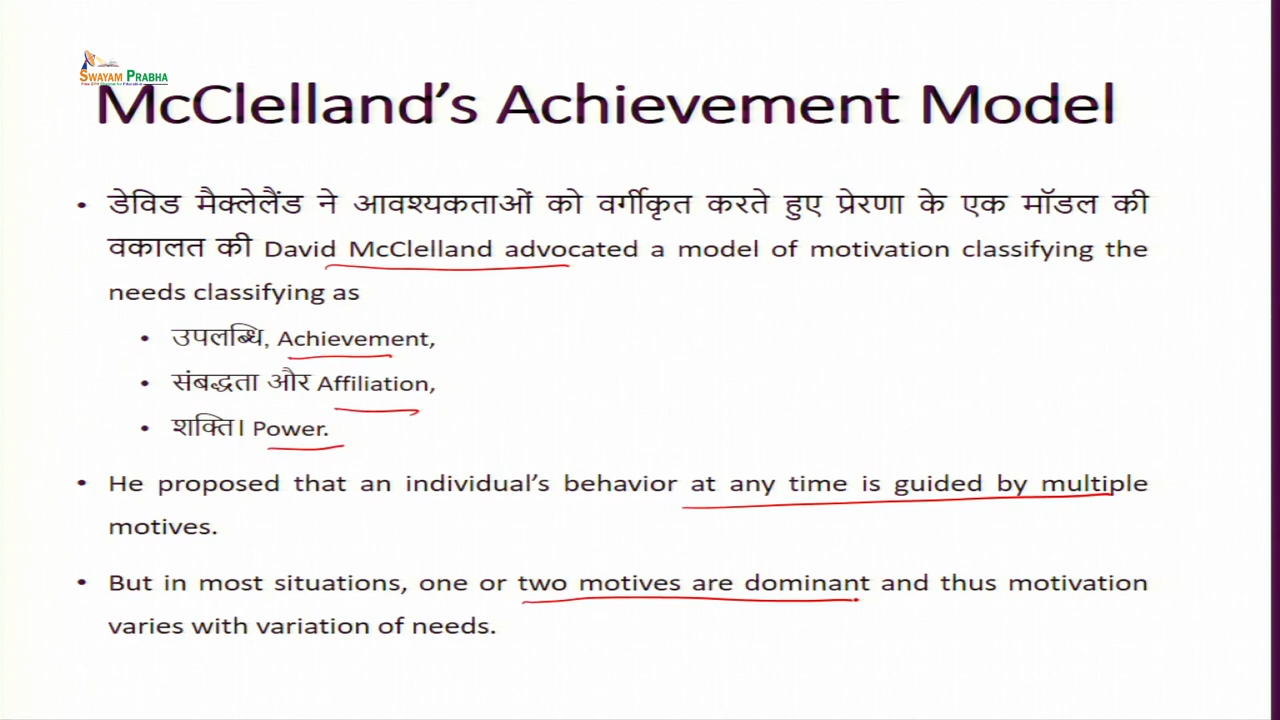 SWAYAM PRABHA
McClelland's Achievement Model
• डेविड मैक्लेलैंड ने आवश्यकताओं को वर्गीकृत करते हुए प्रेरणा के एक मॉडल की
वकालत की David McClelland advocated a model of motivation classifying the
needs classifying as
• उपलब्धि, Achievement,
• संबद्धता और Affiliation,
• शक्ति। Power.
• He proposed that an individual's behavior at any time is guided by multiple
motives.
• But in most situations, one or two motives are dominant and thus motivation
varies with variation of needs.